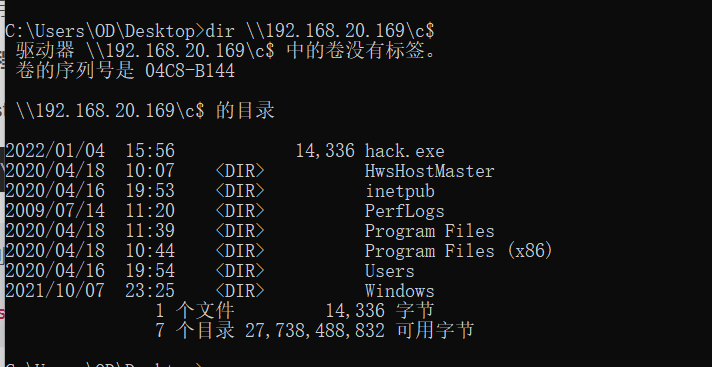 C:\Users\OD\Desktop>dir \\192.168.20.169\c$
 驱动器 \\192.168.20.169\c$ 中的卷没有标签。
 卷的序列号是 04C8-B144
 \\192.168.20.169\c$ 的目录
2022/01/04  15:56            14,336 hack.exe
2020/04/18  10:07    <DIR>          HwsHostMaster
2020/04/16  19:53    <DIR>          inetpub
2009/07/14  11:20    <DIR>          PerfLogs
2020/04/18  11:39    <DIR>          Program Files
2020/04/18  10:44    <DIR>          Program Files (x86)
2020/04/16  19:54    <DIR>          Users
2021/10/07  23:25    <DIR>          Windows
               1 个文件         14,336 字节
               7 个目录 27,738,488,832 可用字节